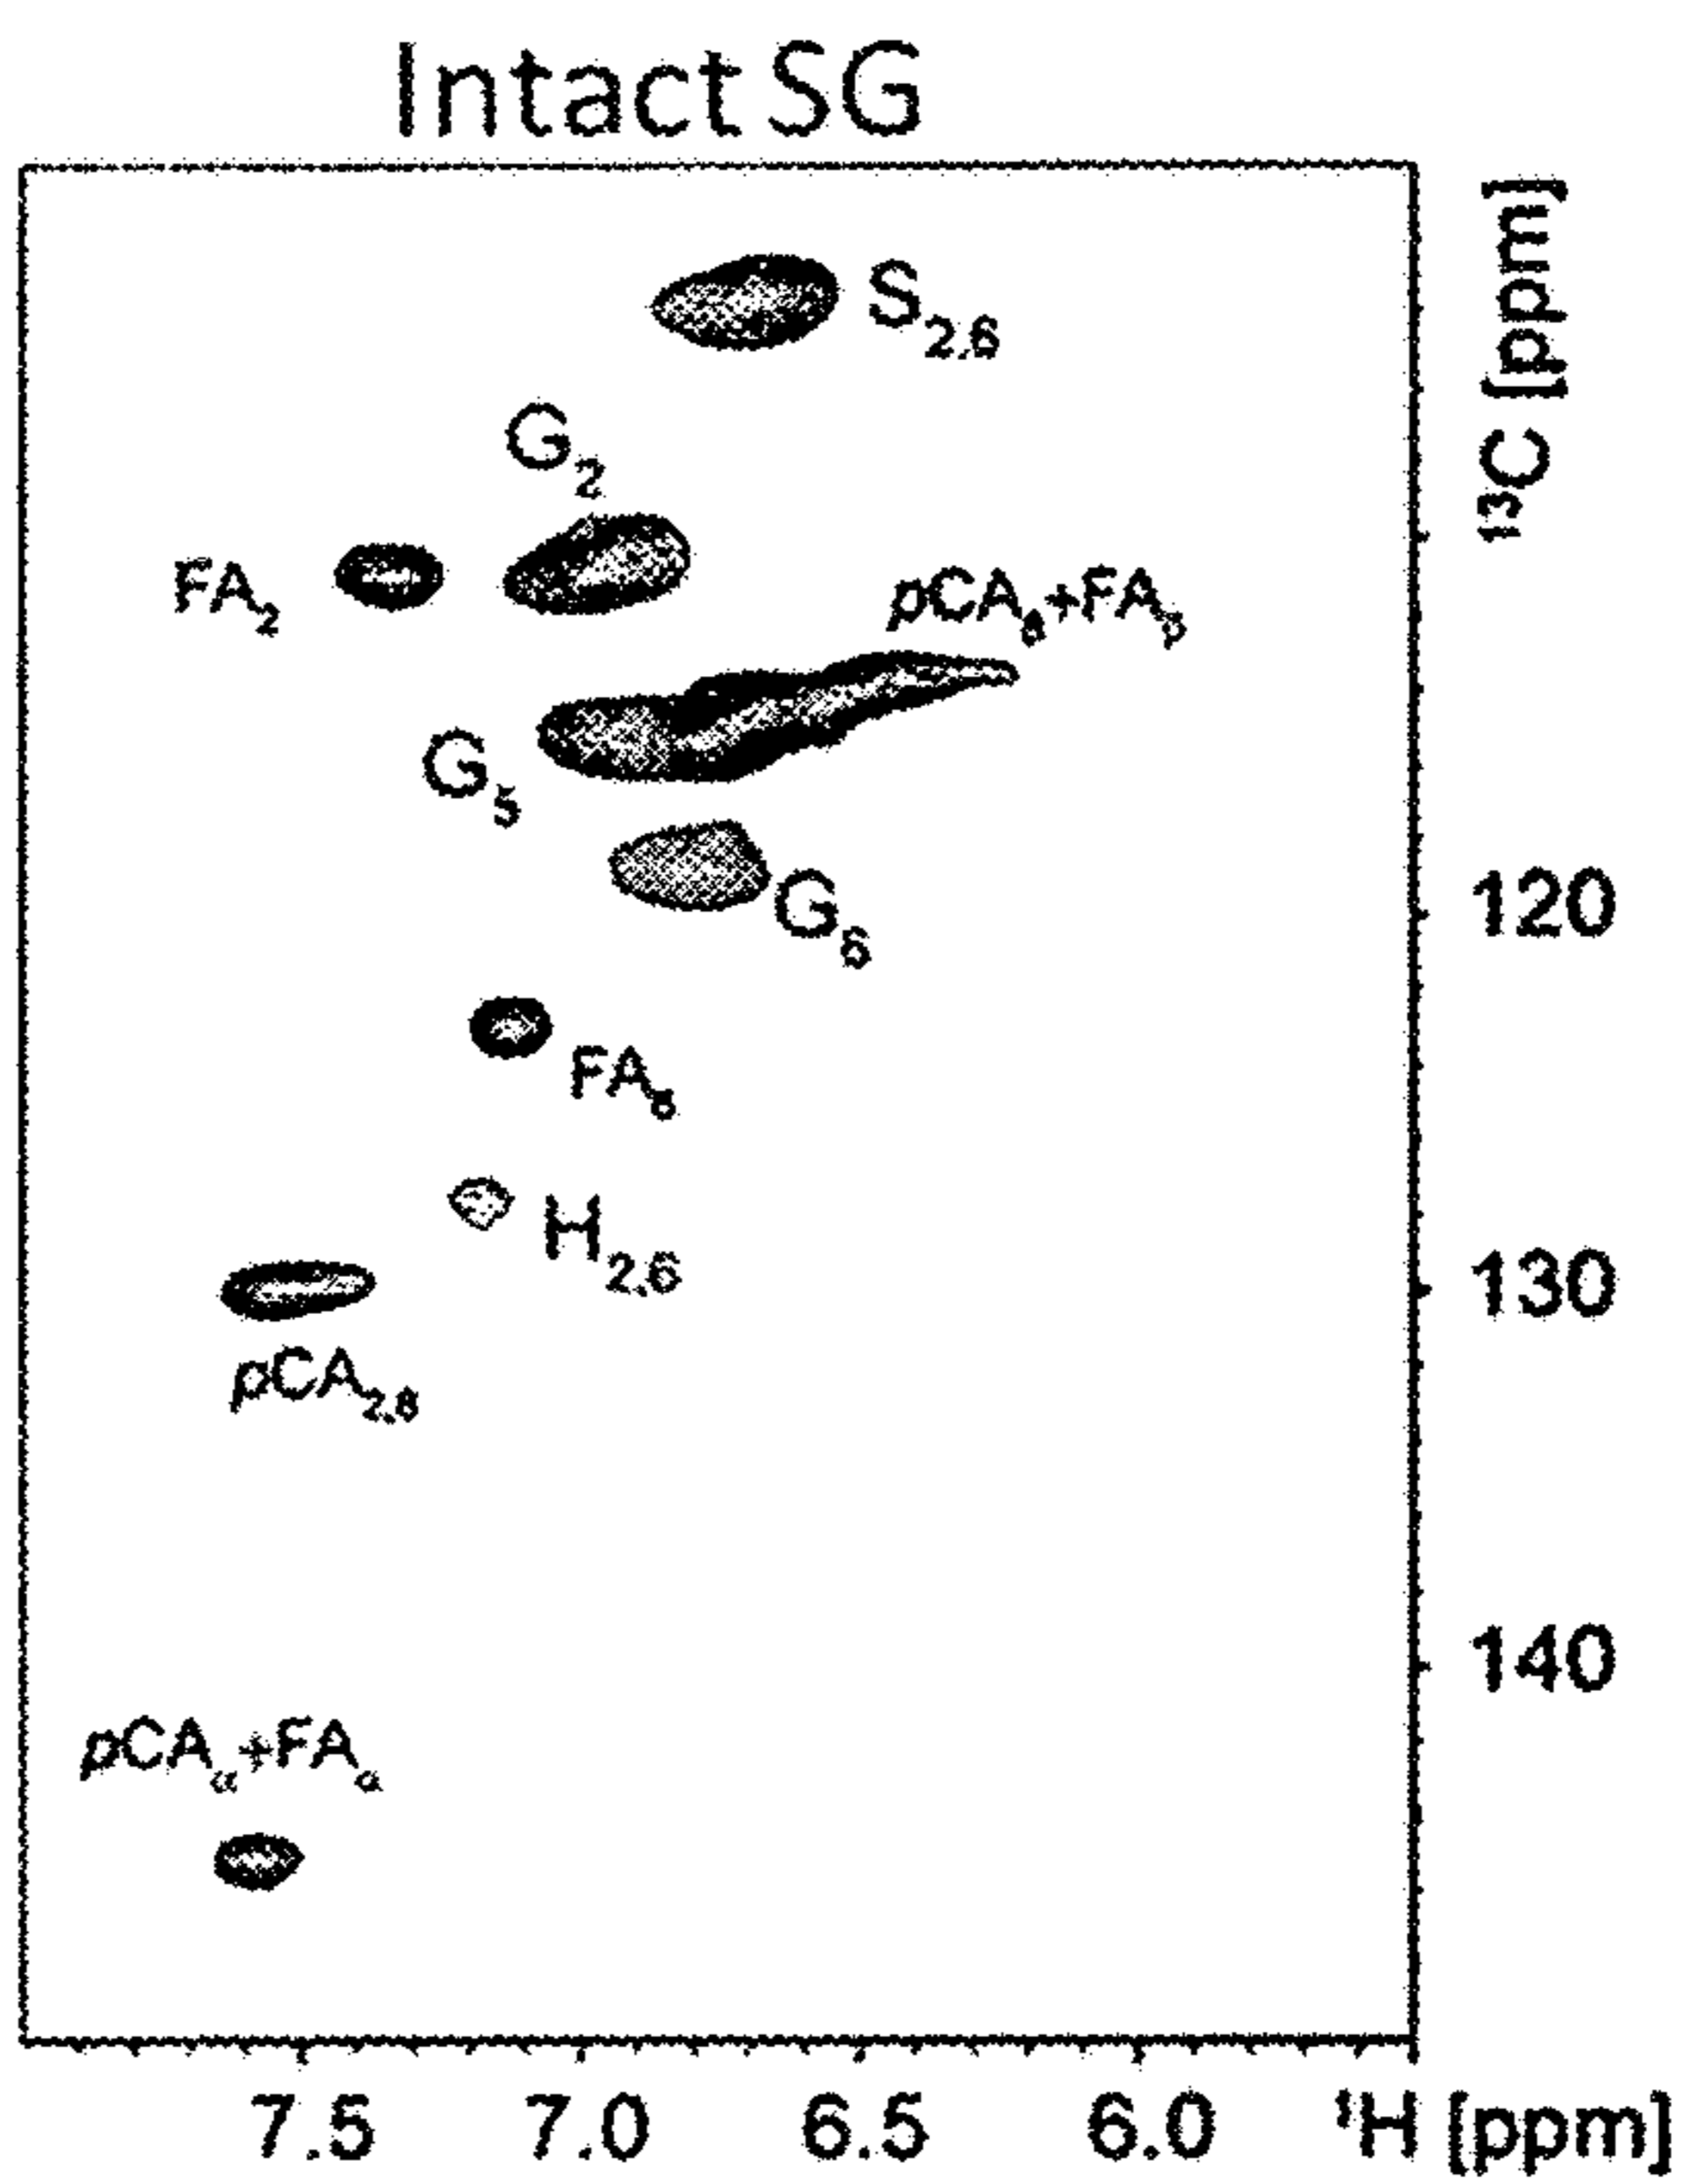 Intact SG
¹³C [ppm]
S₂,₆
G₂
FA₂
pCAᵦ+FAᵦ
G₅
120
G₆
FA₆
H₂,₆
130
pCA₂,₆
140
pCAα+FAα
7.5 7.0 6.5 6.0 ¹H [ppm]